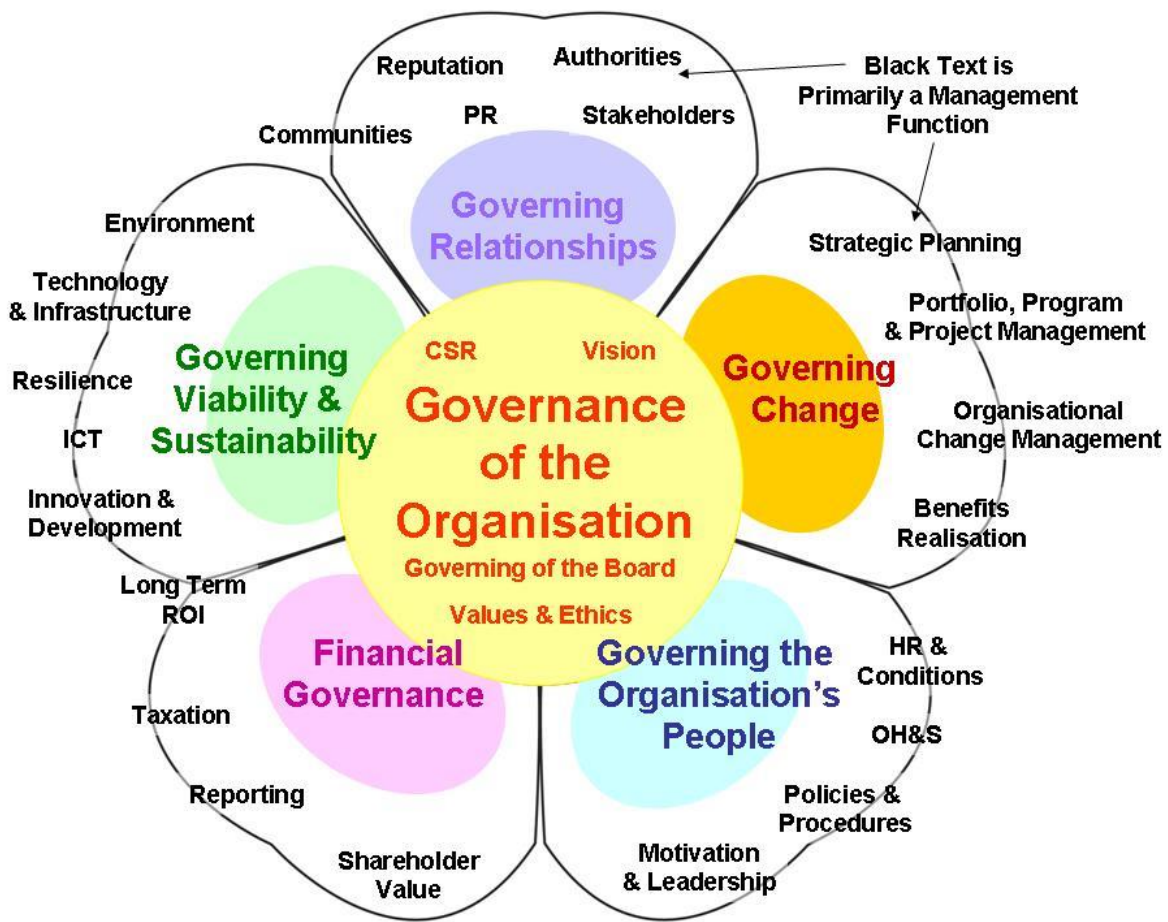 Reputation
Authorities
PR
Stakeholders
Communities
Black Text is
Primarily a Management
Function
Governing
Relationships
Environment
Technology
& Infrastructure
Resilience
ICT
Innovation &
Development
Governing
Viability &
Sustainability
CSR
Vision
Governance
of the
Organisation
Governing of the Board
Values & Ethics
Governing
Change
Strategic Planning
Portfolio, Program
& Project Management
Organisational
Change Management
Benefits
Realisation
Long Term
ROI
Taxation
Reporting
Shareholder
Value
Financial
Governance
Governing the
Organisation's
People
HR &
Conditions
OH&S
Policies &
Procedures
Motivation
& Leadership